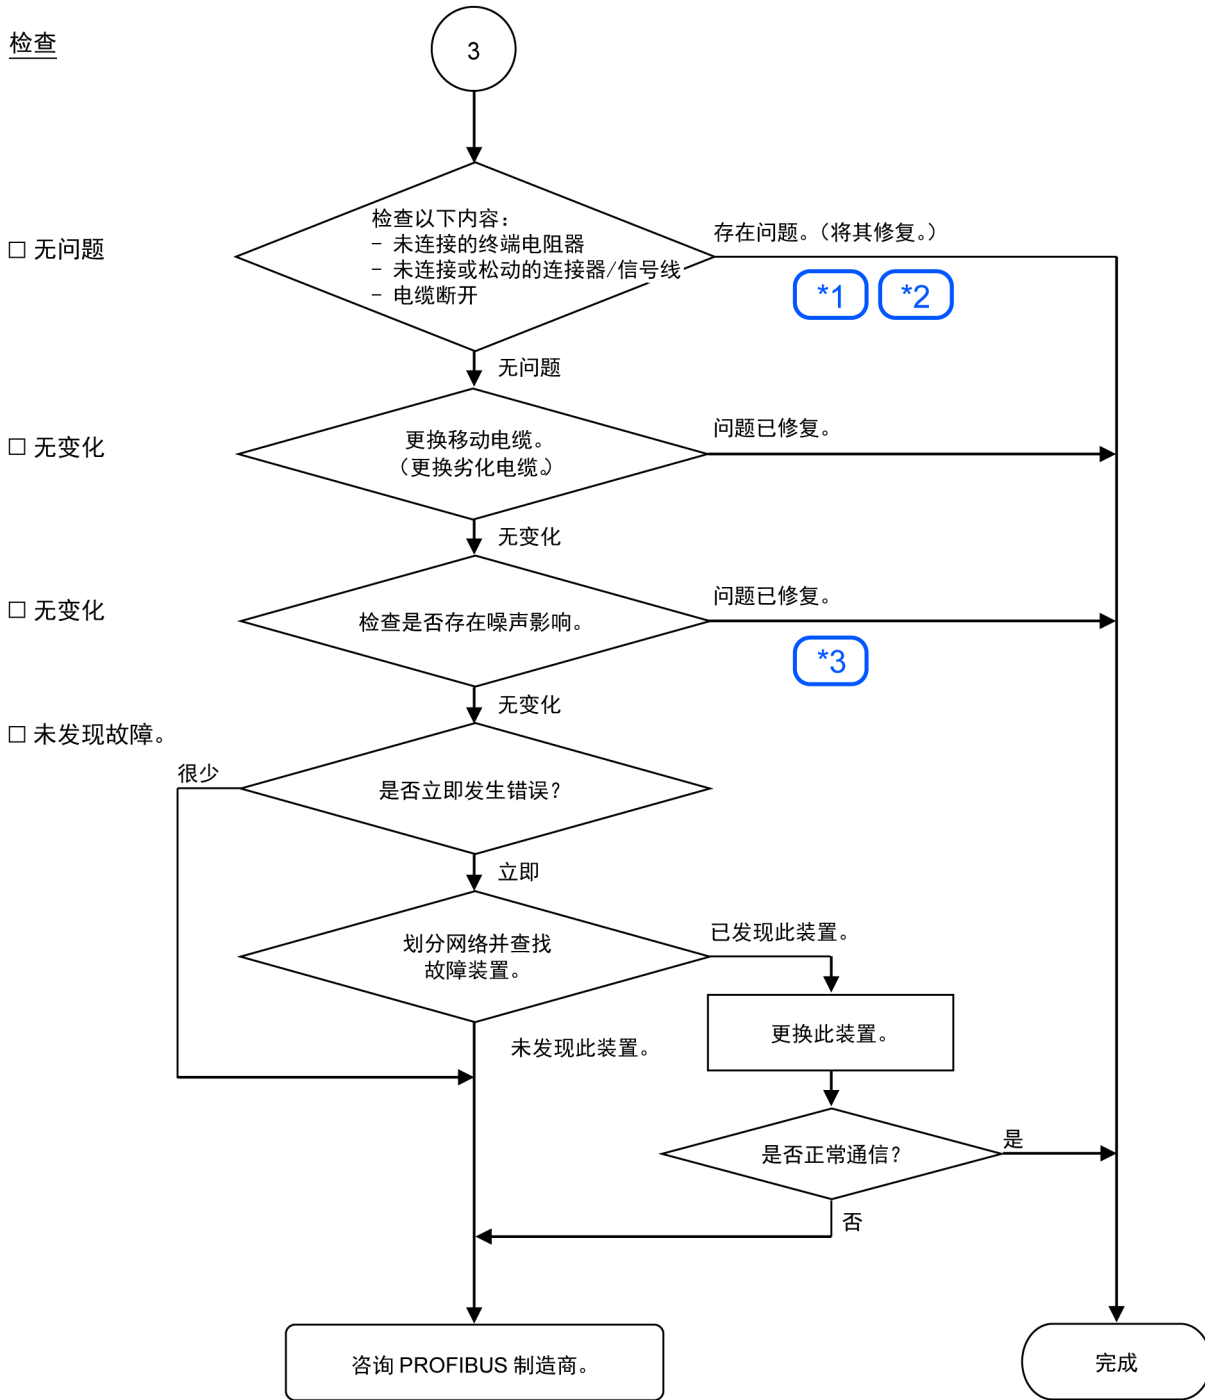 检查
3
检查以下内容：
- 未连接的终端电阻器
- 未连接或松动的连接器/信号线
- 电缆断开
存在问题。（将其修复。）
□ 无问题
*1 *2
无问题
更换移动电缆。
（更换劣化电缆。）
问题已修复。
□ 无变化
无变化
检查是否存在噪声影响。
问题已修复。
□ 无变化
*3
无变化
□ 未发现故障。
很少
是否立即发生错误？
立即
划分网络并查找
故障装置。
已发现此装置。
更换此装置。
未发现此装置。
是否正常通信？
是
否
咨询 PROFIBUS 制造商。
完成